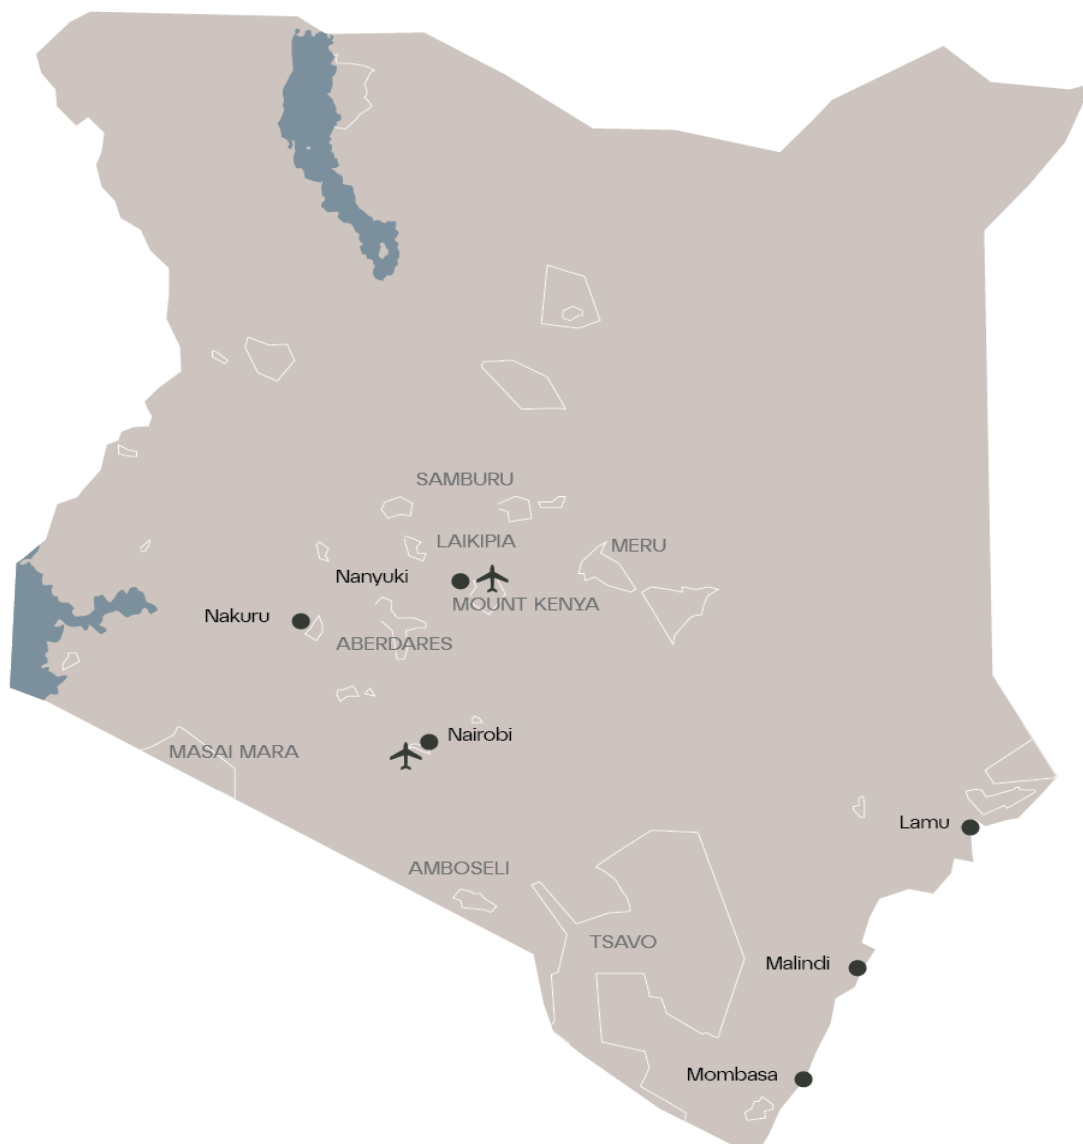 SAMBURU
LAIKIPIA
MERU
Nanyuki
MOUNT KENYA
Nakuru
ABERDARES
Nairobi
MASAI MARA
Lamu
AMBOSELI
TSAVO
Malindi
Mombasa